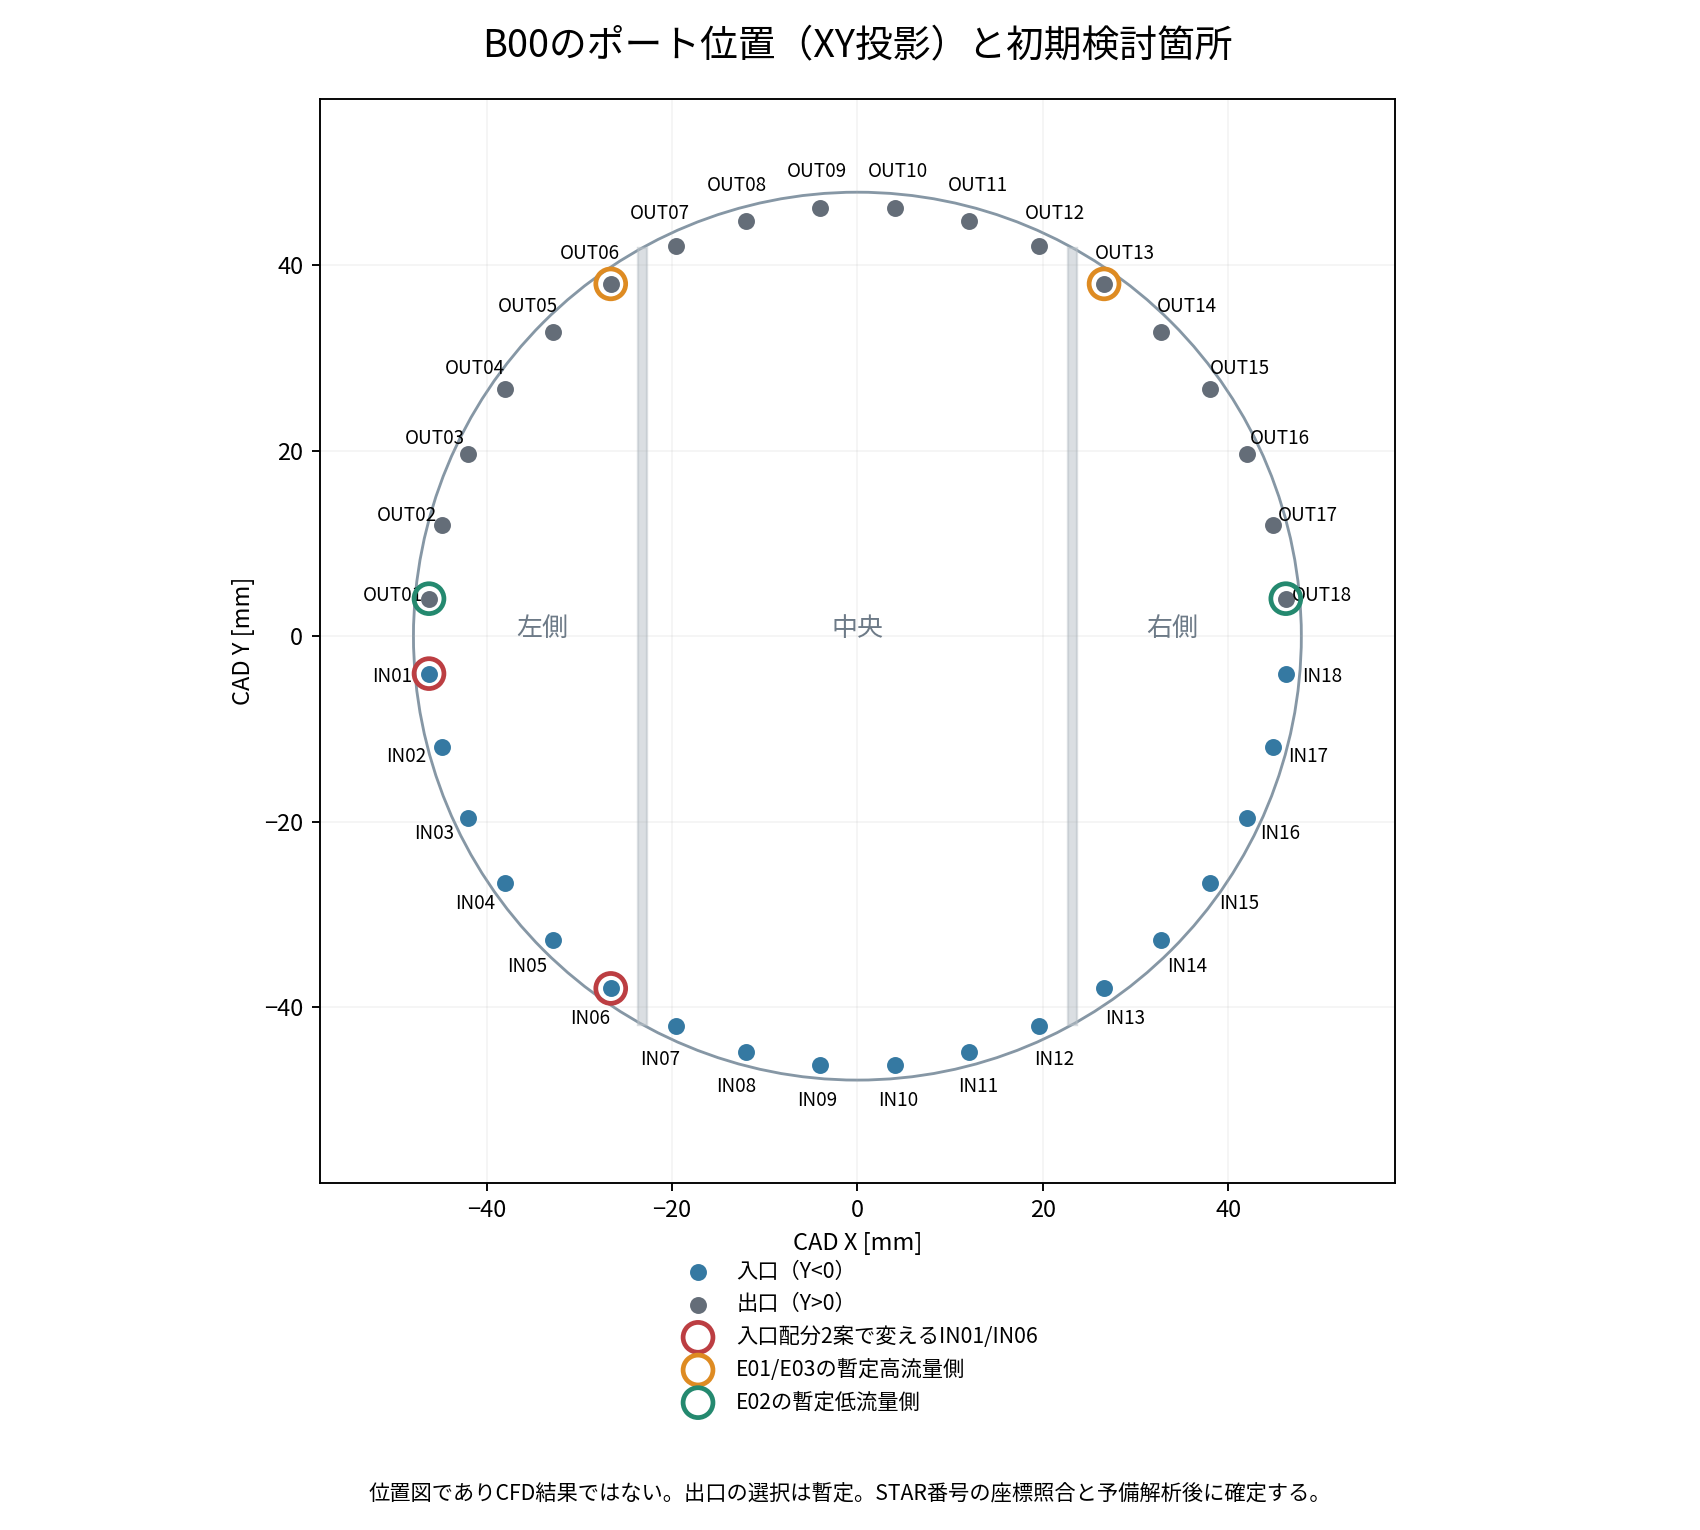 B00のポート位置（XY投影）と初期検討箇所
OUT09 OUT10
OUT08 OUT11
OUT07 OUT12
OUT06 OUT13
40
OUT05 OUT14
OUT04 OUT15
OUT03 OUT16
20
OUT02 OUT17
OUT01 OUT18
左側 中央 右側
0
CAD Y [mm]
IN01 IN18
IN02 IN17
−20
IN03 IN16
IN04 IN15
IN05 IN14
−40
IN06 IN13
IN07 IN12
IN08 IN11
IN09 IN10
−40 −20 0 20 40
CAD X [mm]
入口（Y<0）
出口（Y>0）
入口配分2案で変えるIN01/IN06
E01/E03の暫定高流量側
E02の暫定低流量側
位置図でありCFD結果ではない。出口の選択は暫定。STAR番号の座標照合と予備解析後に確定する。